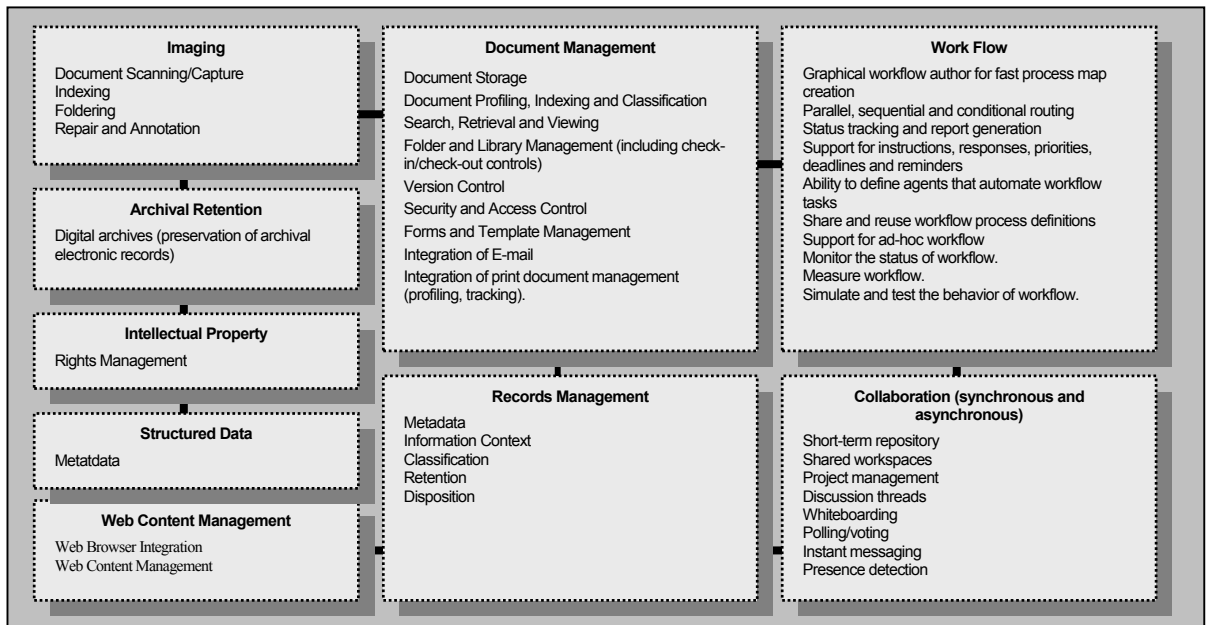 Imaging
Document Scanning/Capture
Indexing
Foldering
Repair and Annotation
Archival Retention
Digital archives (preservation of archival
electronic records)
Intellectual Property
Rights Management
Structured Data
Metatdata
Web Content Management
Web Browser Integration
Web Content Management
Document Management
Document Storage
Document Profiling, Indexing and Classification
Search, Retrieval and Viewing
Folder and Library Management (including check-
in/check-out controls)
Version Control
Security and Access Control
Forms and Template Management
Integration of E-mail
Integration of print document management
(profiling, tracking).
Records Management
Metadata
Information Context
Classification
Retention
Disposition
Work Flow
Graphical workflow author for fast process map
creation
Parallel, sequential and conditional routing
Status tracking and report generation
Support for instructions, responses, priorities,
deadlines and reminders
Ability to define agents that automate workflow
tasks
Share and reuse workflow process definitions
Support for ad-hoc workflow
Monitor the status of workflow.
Measure workflow.
Simulate and test the behavior of workflow.
Collaboration (synchronous and
asynchronous)
Short-term repository
Shared workspaces
Project management
Discussion threads
Whiteboarding
Polling/voting
Instant messaging
Presence detection